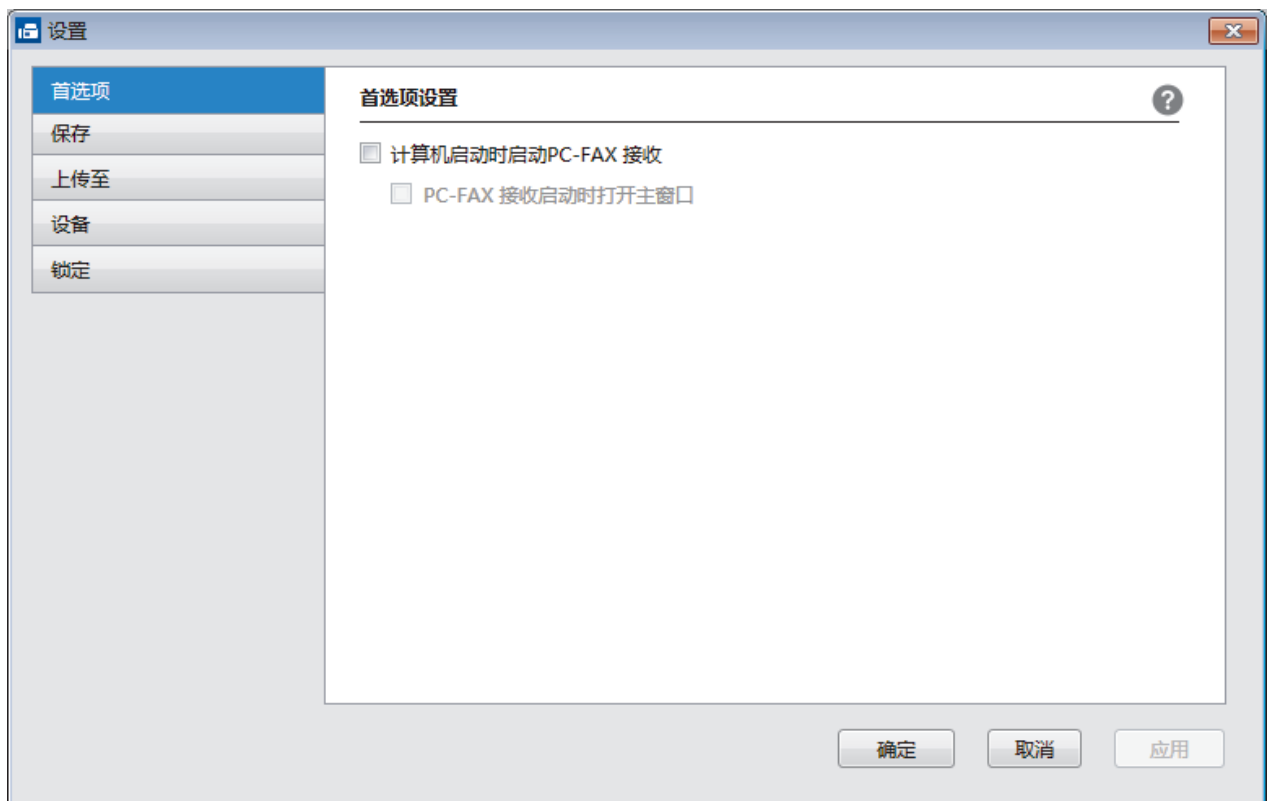 设置
首选项
保存
上传至
设备
锁定
首选项设置
?
计算机启动时启动PC-FAX 接收
PC-FAX 接收启动时打开主窗口
确定
取消
应用